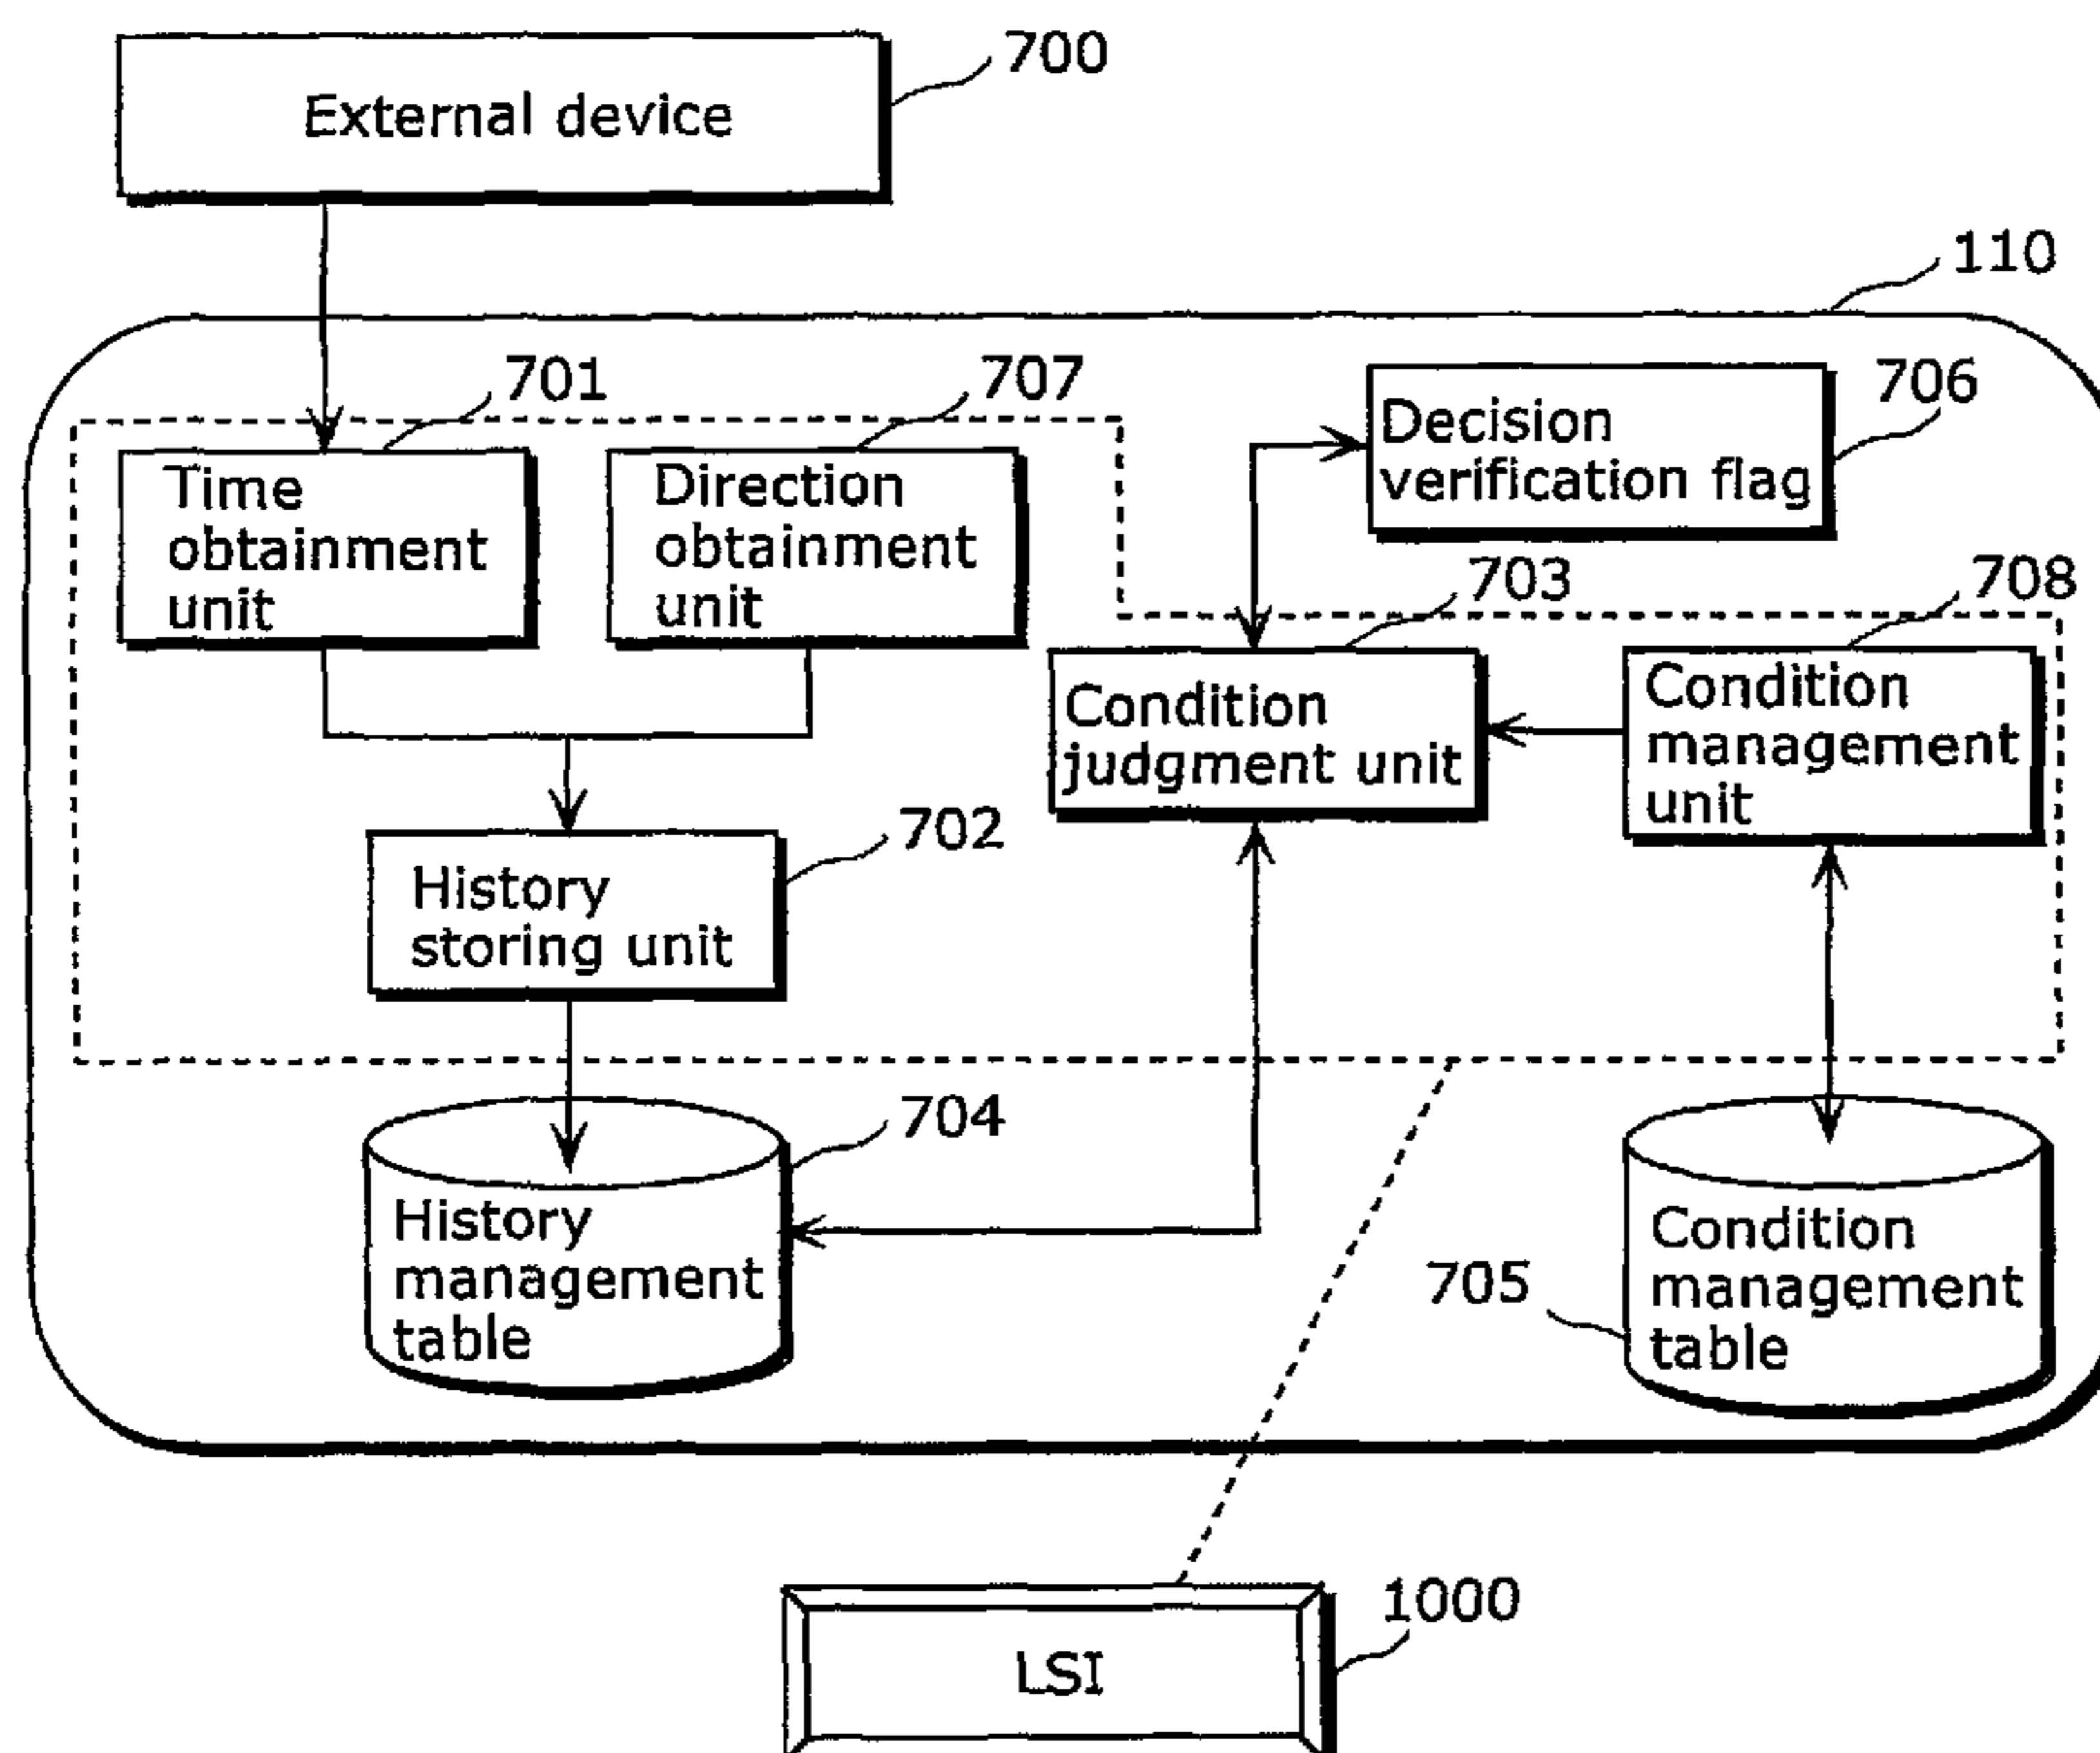 700
External device
110
701
707
706
Decision
verification flag
Time
obtainment
unit
Direction
obtainment
unit
703
708
Condition
judgment unit
Condition
management
unit
702
History
storing unit
704
History
management
table
705
Condition
management
table
1000
LSI